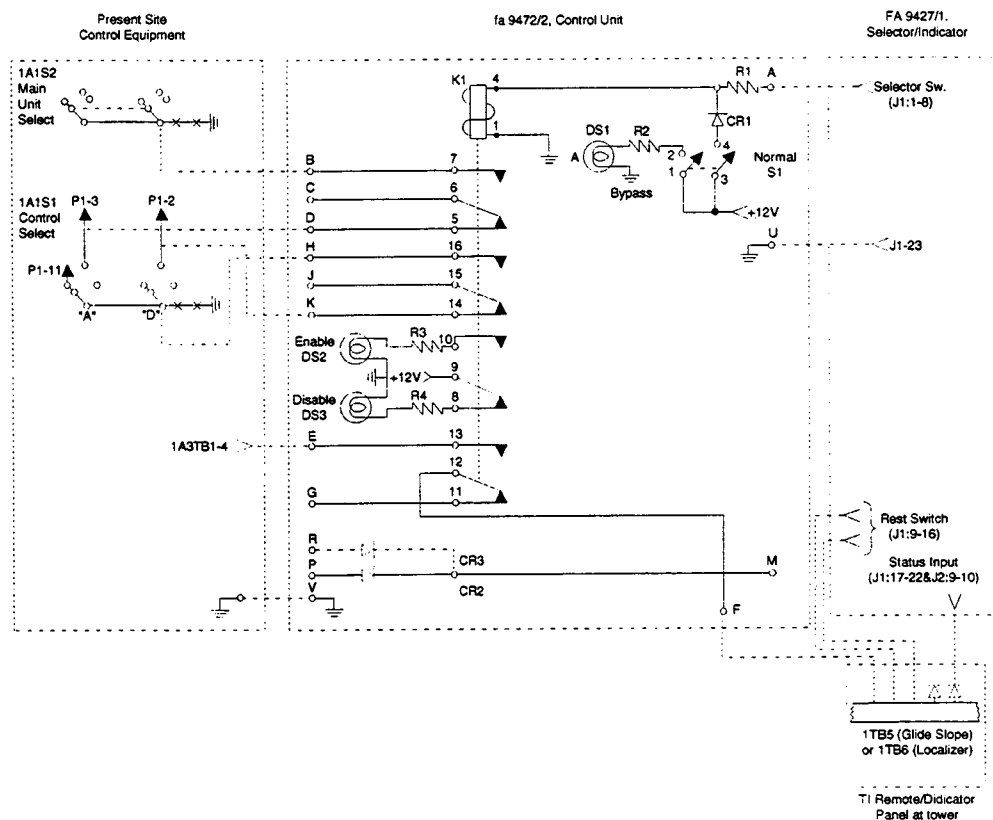 Present Site
Control Equipment
fa 9472/2, Control Unit
FA 9427/1.
Selector/Indicator
1A1S2
Main
Unit
Select
K1
4
1
R1
A
Selector Sw.
(J1:1-8)
CR1
DS1
R2
A
2
4
1
3
Normal
S1
Bypass
+12V
U
J1-23
B
7
C
6
1A1S1
Control
Select
P1-3
P1-2
D
5
H
16
P1-11
J
15
K
14
"A"
"D"
Enable
DS2
R3
10
+12V
9
Disable
DS3
R4
8
1A3TB1-4
E
13
12
G
11
Rest Switch
(J1:9-16)
R
CR3
P
CR2
M
Status Input
(J1:17-22&J2:9-10)
V
F
1TB5 (Glide Slope)
or 1TB6 (Localizer)
TI Remote/Didicator
Panel at tower